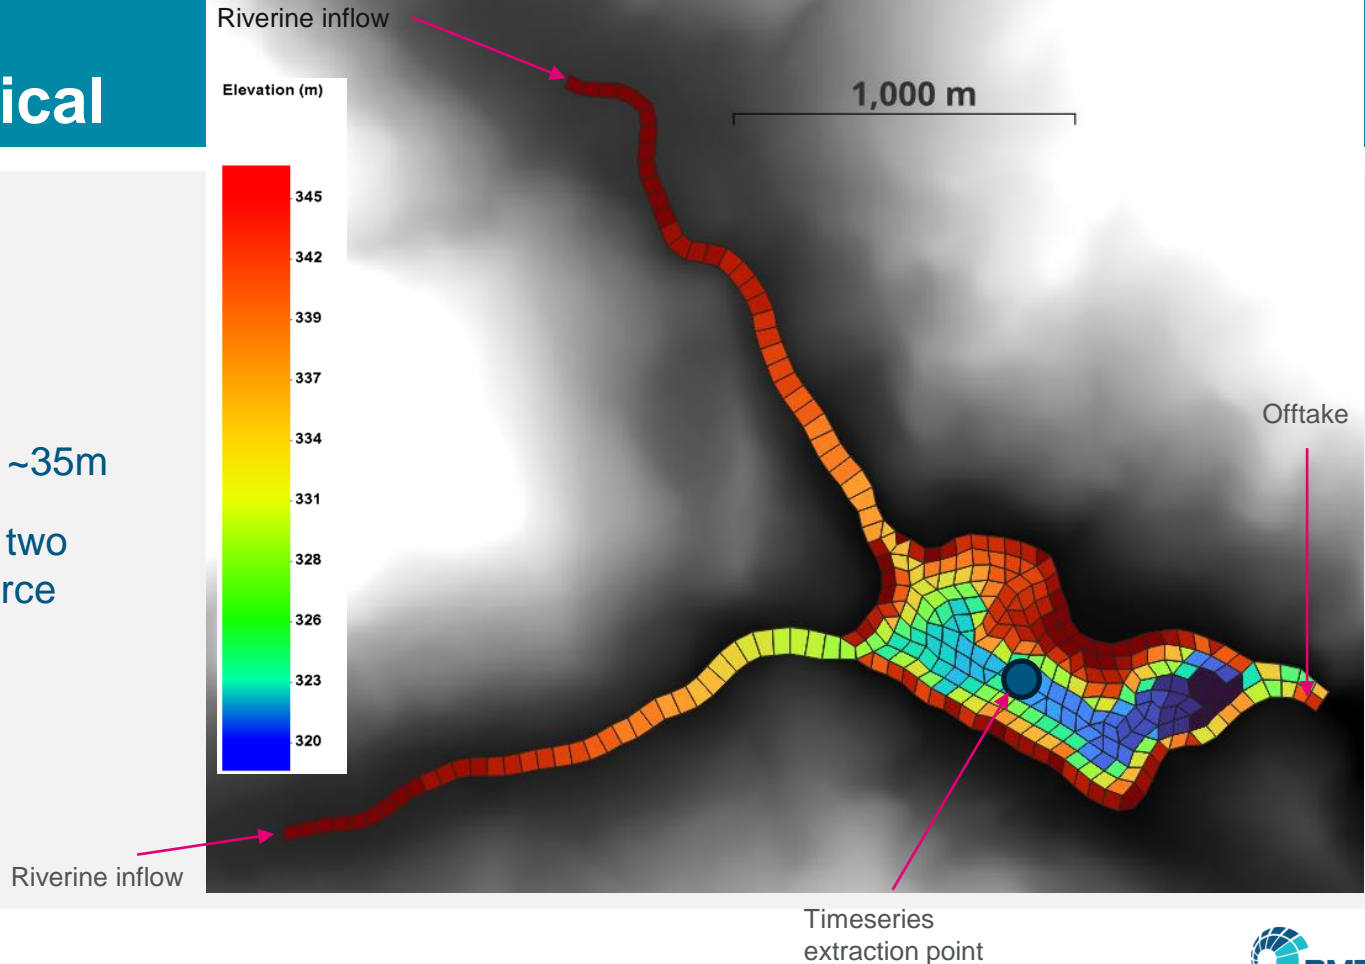 Riverine inflow
ical
Elevation (m)
1,000 m
345
342
339
337
334
331
328
326
323
320
Offtake
~35m
two
rce
Riverine inflow
Timeseries
extraction point